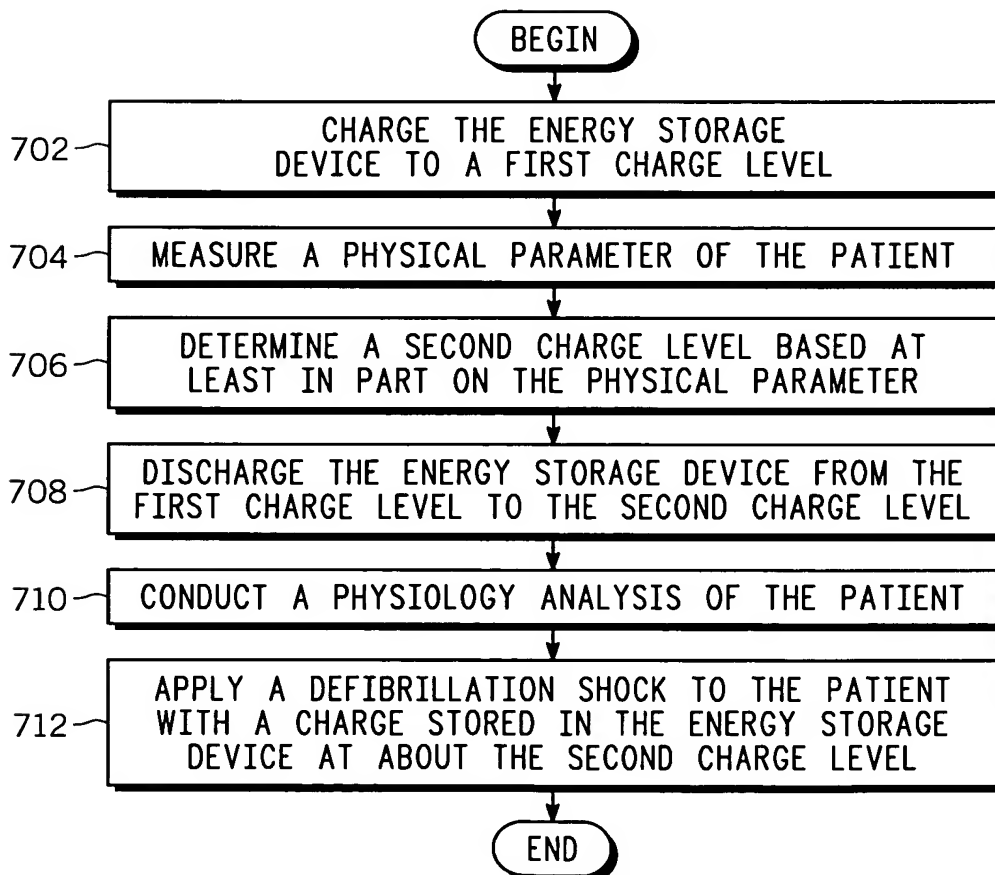 BEGIN
702
CHARGE THE ENERGY STORAGE
DEVICE TO A FIRST CHARGE LEVEL
704
MEASURE A PHYSICAL PARAMETER OF THE PATIENT
706
DETERMINE A SECOND CHARGE LEVEL BASED AT
LEAST IN PART ON THE PHYSICAL PARAMETER
708
DISCHARGE THE ENERGY STORAGE DEVICE FROM THE
FIRST CHARGE LEVEL TO THE SECOND CHARGE LEVEL
710
CONDUCT A PHYSIOLOGY ANALYSIS OF THE PATIENT
712
APPLY A DEFIBRILLATION SHOCK TO THE PATIENT
WITH A CHARGE STORED IN THE ENERGY STORAGE
DEVICE AT ABOUT THE SECOND CHARGE LEVEL
END